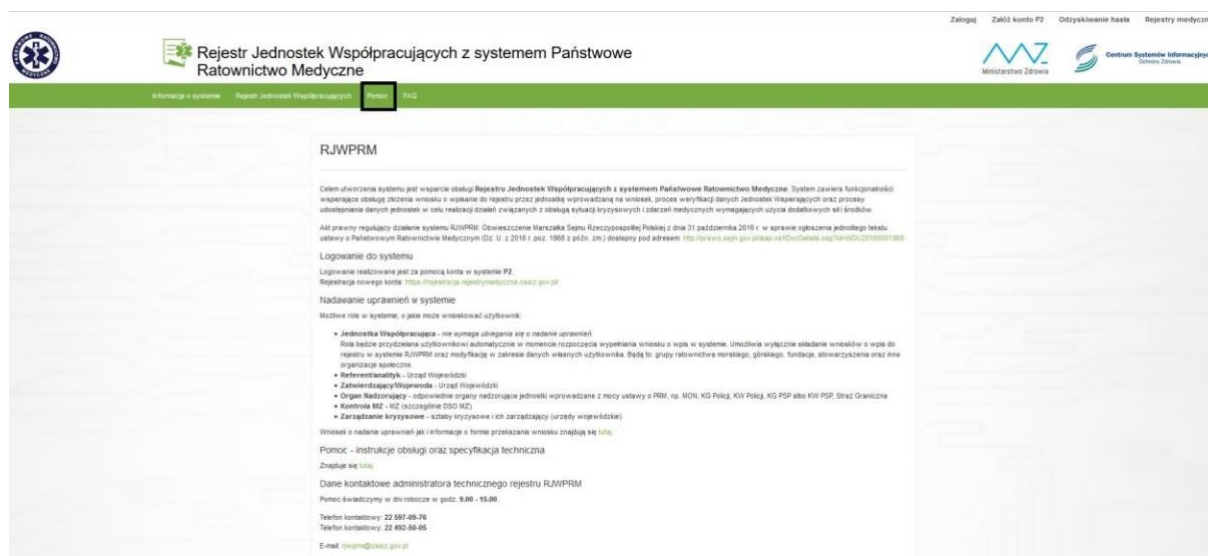 Zaloguj Załóż konto P2 Odzyskiwanie hasła Rejestry medyczne
Rejestr Jednostek Współpracujących z systemem Państwowe
Ratownictwo Medyczne
Ministerstwo Zdrowia
Centrum Systemów Informacyjnych
Ochrony Zdrowia
Informacje o systemie Rejestr Jednostek Współpracujących Pomoc FAQ
RJWPRM
Celem utworzenia systemu jest wsparcie obsługi Rejestru Jednostek Współpracujących z systemem Państwowe Ratownictwo Medyczne. System zawiera funkcjonalności
wspierające obsługę złożenia wniosku o wpisanie do rejestru przez jednostkę wprowadzaną na wniosek, proces weryfikacji danych Jednostek Wspierających oraz procesy
udostępniania danych jednostek w celu realizacji działań związanych z obsługą sytuacji kryzysowych i zdarzeń medycznych wymagających użycia dodatkowych sił i środków.
Akt prawny regulujący działanie systemu RJWPRM: Obwieszczenie Marszałka Sejmu Rzeczypospolitej Polskiej z dnia 31 października 2016 r. w sprawie ogłoszenia jednolitego tekstu
ustawy o Państwowym Ratownictwie Medycznym (Dz. U. z 2016 r. poz. 1868 z późn. zm.) dostępny pod adresem:
Logowanie do systemu
Logowanie realizowane jest za pomocą konta w systemie P2.
Rejestracja nowego konta: https://rejestracja.rejestrymedyczne.csioz.gov.pl/
Nadawanie uprawnień w systemie
Możliwe role w systemie, o jakie może wnioskować użytkownik:
• Jednostka Współpracująca - nie wymaga ubiegania się o nadanie uprawnień.
Rola będzie przydzielana użytkownikowi automatycznie w momencie rozpoczęcia wypełniania wniosku o wpis w systemie. Umożliwia wyłącznie składanie wniosków o wpis do
rejestru w systemie RJWPRM oraz modyfikację w zakresie danych własnych użytkownika. Będą to: grupy ratownictwa morskiego, górskiego, fundacje, stowarzyszenia oraz inne
organizacje społeczne.
• Referent/analityk - Urząd Wojewódzki
• Zatwierdzający/Wojewoda - Urząd Wojewódzki
• Organ Nadzorujący - odpowiednie organy nadzorujące jednostki wprowadzane z mocy ustawy o PRM, np. MON, KG Policji, KW Policji, KG PSP albo KW PSP, Straż Graniczna
• Kontrola MZ - MZ (szczególnie DSO MZ)
• Zarządzanie kryzysowe - sztaby kryzysowe i ich zarządzający (urzędy wojewódzkie)
Wniosek o nadanie uprawnień jak i informacje o formie przekazania wniosku znajdują się tutaj.
Pomoc - instrukcje obsługi oraz specyfikacja techniczna
Znajduje się tutaj.
Dane kontaktowe administratora technicznego rejestru RJWPRM
Pomoc świadczymy w dni robocze w godz. 9.00 - 15.00.
Telefon kontaktowy: 22 597-09-76
Telefon kontaktowy: 22 492-50-05
E-mail: rjwprm@csioz.gov.pl